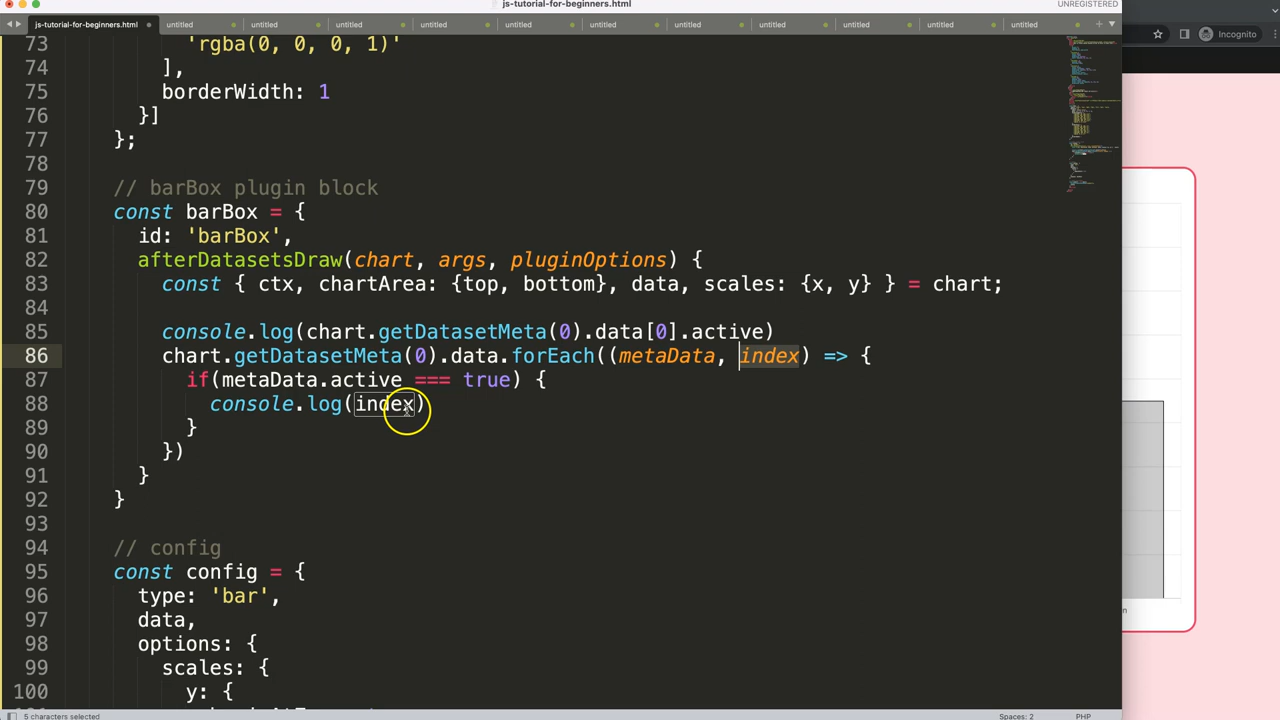 js-tutorial-for-beginners.html
UNREGISTERED
js-tutorial-for-beginners.html untitled untitled untitled untitled untitled untitled untitled untitled untitled untitled untitled
Incognito
73 'rgba(0, 0, 0, 1)'
74 ],
75 borderWidth: 1
76 }]
77 };
78
79 // barBox plugin block
80 const barBox = {
81 id: 'barBox',
82 afterDatasetsDraw(chart, args, pluginOptions) {
83 const { ctx, chartArea: {top, bottom}, data, scales: {x, y} } = chart;
84
85 console.log(chart.getDatasetMeta(0).data[0].active)
86 chart.getDatasetMeta(0).data.forEach((metaData, index) => {
87 if(metaData.active === true) {
88 console.log(index)
89 }
90 })
91 }
92 }
93
94 // config
95 const config = {
96 type: 'bar',
97 data,
98 options: {
99 scales: {
100 y: {
5 characters selected
Spaces: 2
PHP